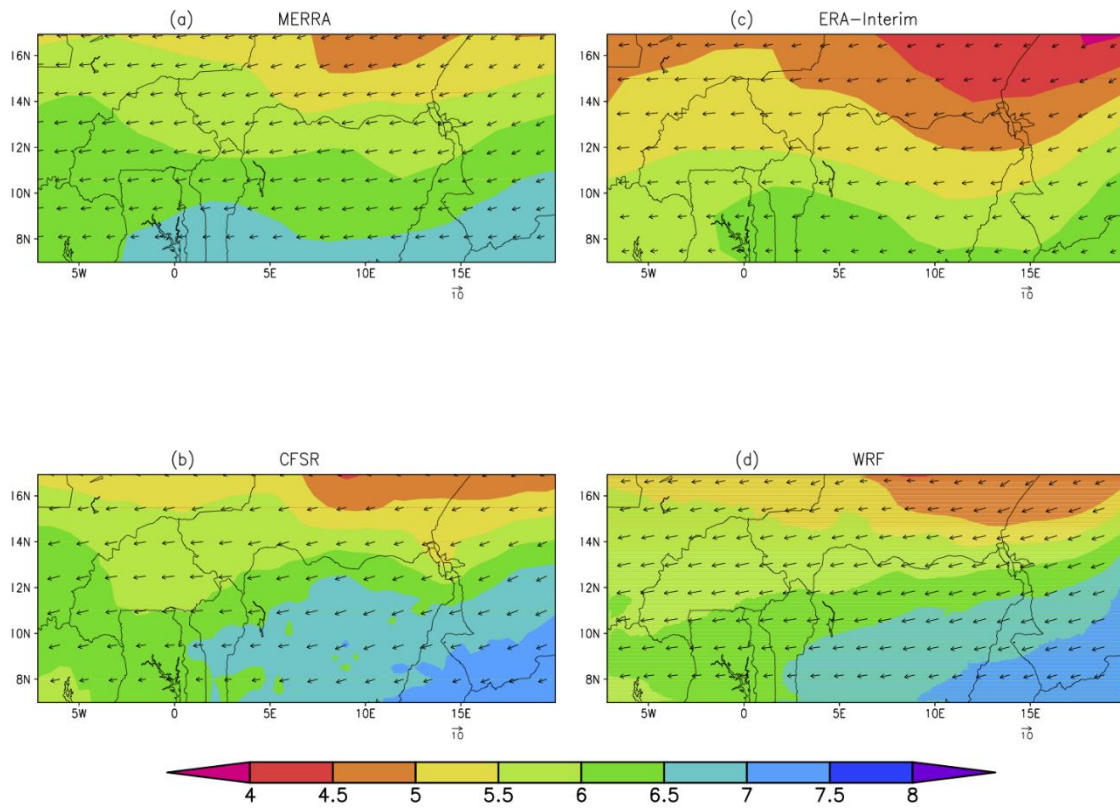 (a) MERRA
16N
14N
12N
10N
8N
5W 0 5E 10E 15E
10
(c) ERA-Interim
16N
14N
12N
10N
8N
5W 0 5E 10E 15E
10
(b) CFSR
16N
14N
12N
10N
8N
5W 0 5E 10E 15E
10
(d) WRF
16N
14N
12N
10N
8N
5W 0 5E 10E 15E
10
4 4.5 5 5.5 6 6.5 7 7.5 8